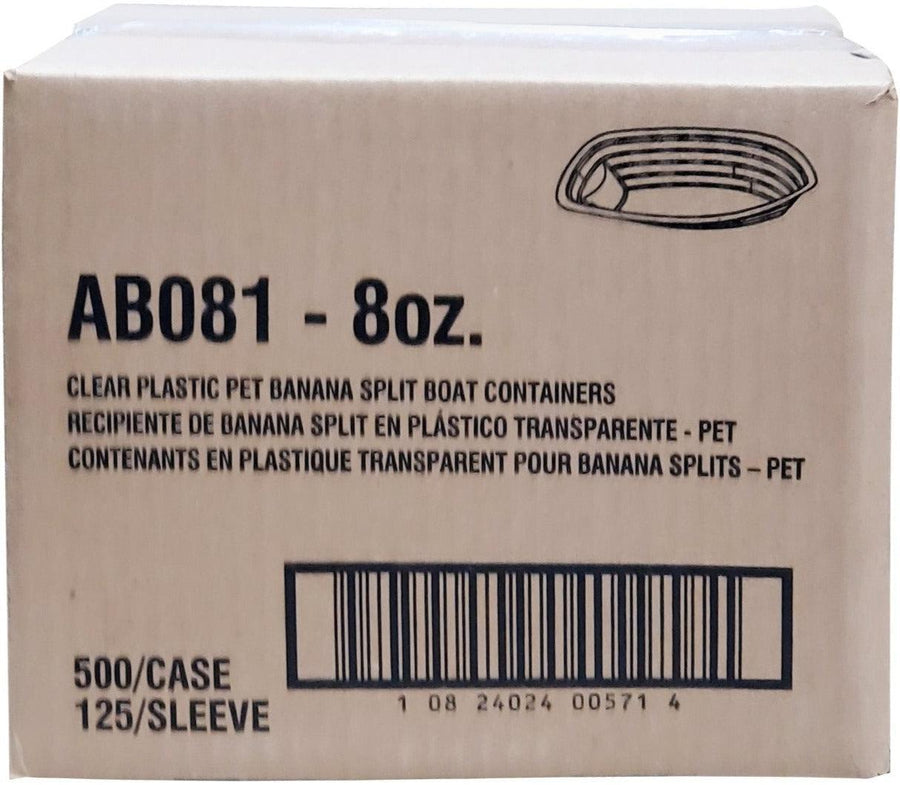 AB081 - 8oz.
CLEAR PLASTIC PET BANANA SPLIT BOAT CONTAINERS
RECIPIENTE DE BANANA SPLIT EN PLÁSTICO TRANSPARENTE - PET
CONTENANTS EN PLASTIQUE TRANSPARENT POUR BANANA SPLITS – PET
500/CASE
125/SLEEVE
1 08 24024 00571 4